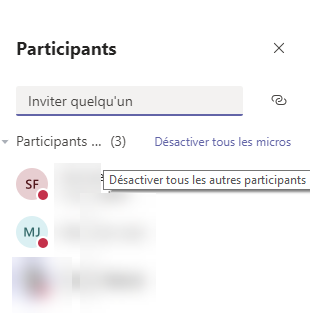 Participants
Inviter quelqu'un
Participants ... (3) Désactiver tous les micros
SF
Désactiver tous les autres participants
MJ